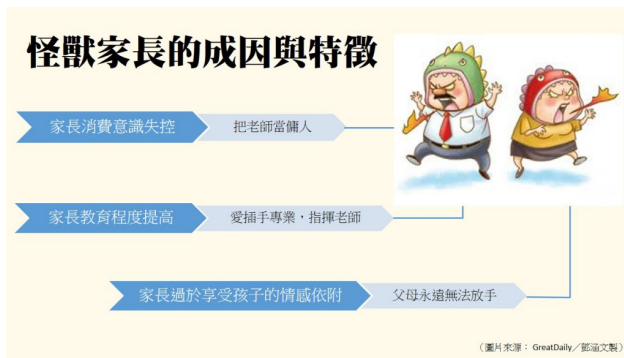 怪獸家長的成因與特徵
家長消費意識失控
把老師當傭人
家長教育程度提高
愛插手專業，指揮老師
家長過於享受孩子的情感依附
父母永遠無法放手
（圖片來源： GreatDaily／鄧涵文製）